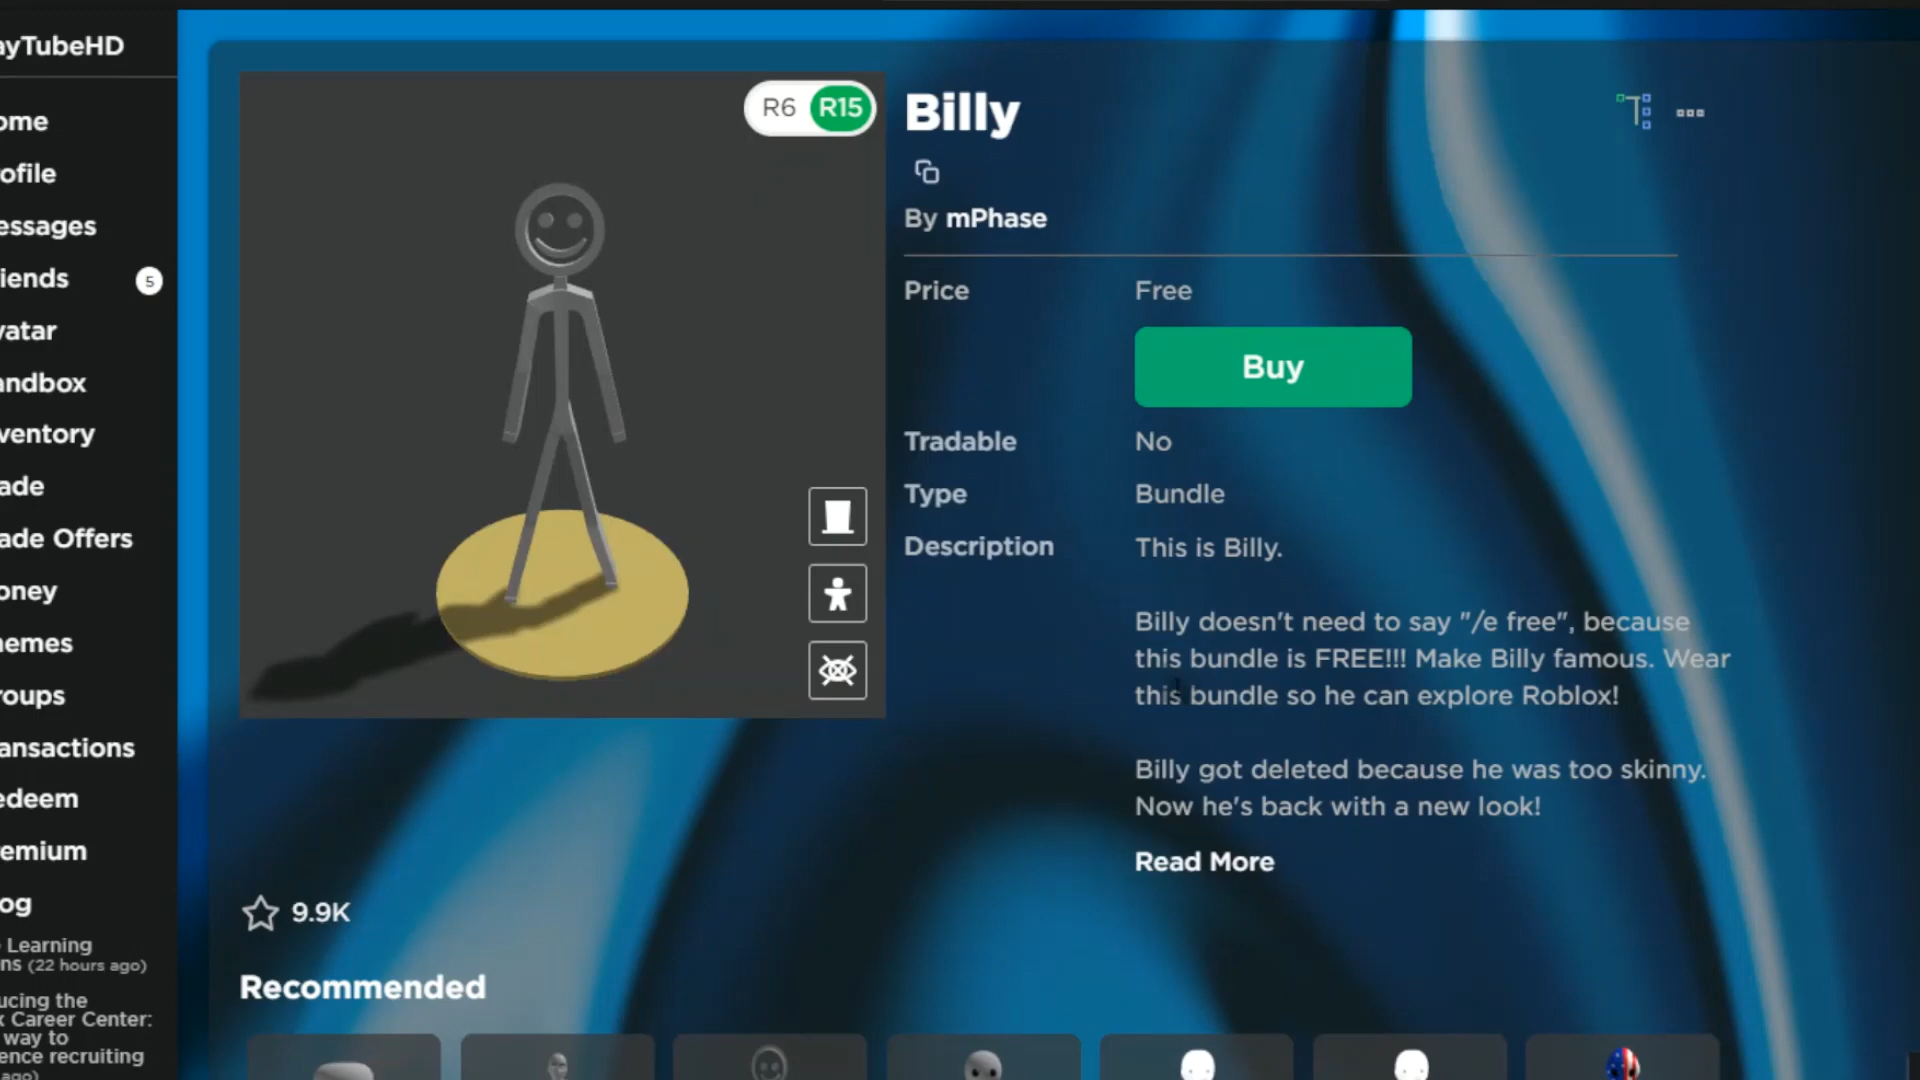 ayTubeHD
ome
ofile
essages
iends
5
vatar
andbox
ventory
ade
ade Offers
oney
emes
roups
ansactions
edeem
emium
og
Learning
ns (22 hours ago)
ucing the
x Career Center:
way to
ence recruiting
ago)
R6 R15
Billy
By mPhase
Price Free
Buy
Tradable No
Type Bundle
Description This is Billy.
Billy doesn't need to say "/e free", because
this bundle is FREE!!! Make Billy famous. Wear
this bundle so he can explore Roblox!
Billy got deleted because he was too skinny.
Now he's back with a new look!
Read More
9.9K
Recommended